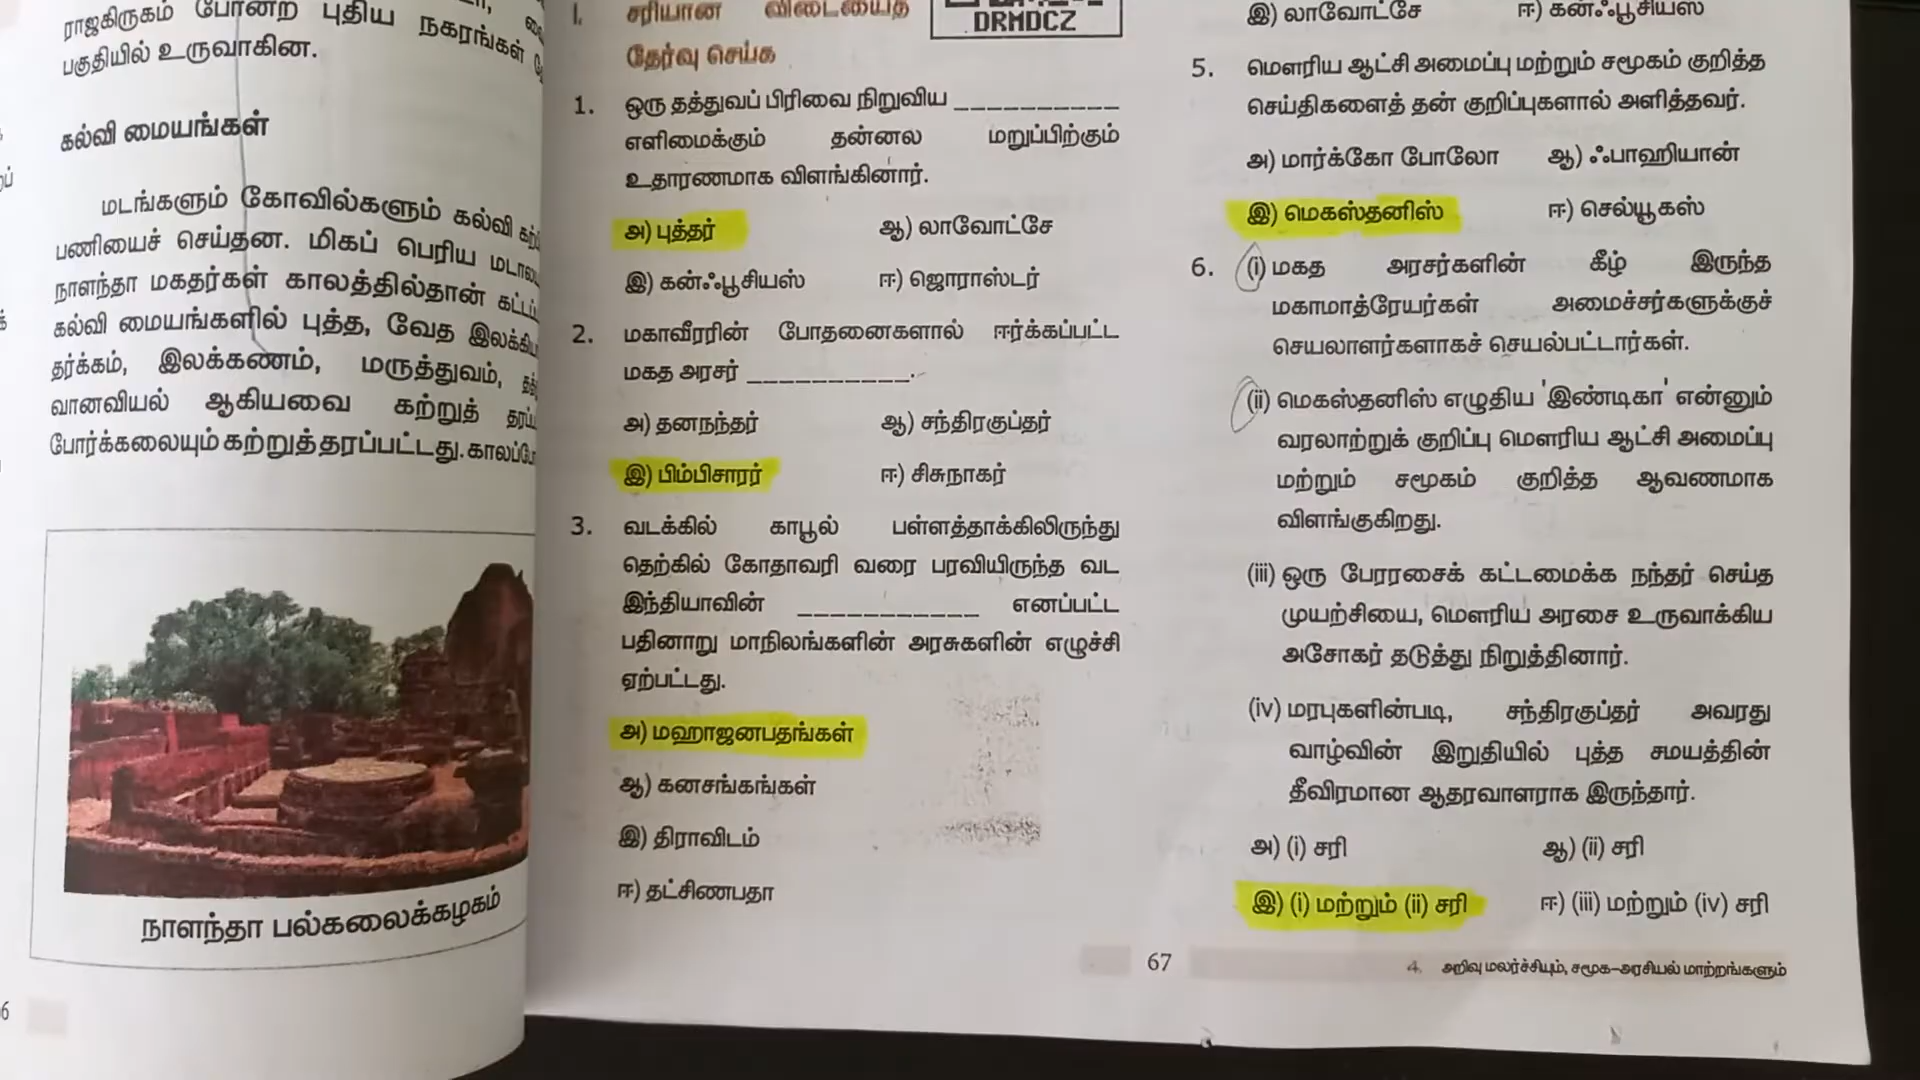 ராஜகிருகம் போன்ற புதிய நகரங்கள்
பகுதியில் உருவாகின.
கல்வி மையங்கள்
மடங்களும் கோவில்களும் கல்வி
பணியைச் செய்தன. மிகப் பெரிய
நாளந்தா மகதர்கள் காலத்தில்தான்
கல்வி மையங்களில் புத்த, வேத
தர்க்கம், இலக்கணம், மருத்துவம்,
வானவியல் ஆகியவை கற்றுத்
போர்க்கலையும் கற்றுத்தரப்பட்டது.
நாளந்தா பல்கலைக்கழகம்
I. சரியான விடையைத்
தேர்வு செய்க
DRMDCZ
1. ஒரு தத்துவப் பிரிவை நிறுவிய __________
எளிமைக்கும் தன்னல மறுப்பிற்கும்
உதாரணமாக விளங்கினார்.
அ) புத்தர் ஆ) லாவோட்சே
இ) கன்ஃபூசியஸ் ஈ) ஜொராஸ்டர்
2. மகாவீரரின் போதனைகளால் ஈர்க்கப்பட்ட
மகத அரசர் __________.
அ) தனநந்தர் ஆ) சந்திரகுப்தர்
இ) பிம்பிசாரர் ஈ) சிசுநாகர்
3. வடக்கில் காபூல் பள்ளத்தாக்கிலிருந்து
தெற்கில் கோதாவரி வரை பரவியிருந்த வட
இந்தியாவின் ___________ எனப்பட்ட
பதினாறு மாநிலங்களின் அரசுகளின் எழுச்சி
ஏற்பட்டது.
அ) மஹாஜனபதங்கள்
ஆ) கனசங்கங்கள்
இ) திராவிடம்
ஈ) தட்சிணபதா
இ) லாவோட்சே ஈ) கன்ஃபூசியஸ்
5. மௌரிய ஆட்சி அமைப்பு மற்றும் சமூகம் குறித்த
செய்திகளைத் தன் குறிப்புகளால் அளித்தவர்.
அ) மார்க்கோ போலோ ஆ) ஃபாஹியான்
இ) மெகஸ்தனிஸ் ஈ) செல்யூகஸ்
6. (i) மகத அரசர்களின் கீழ் இருந்த
மகாமாத்ரேயர்கள் அமைச்சர்களுக்குச்
செயலாளர்களாகச் செயல்பட்டார்கள்.
(ii) மெகஸ்தனிஸ் எழுதிய 'இண்டிகா' என்னும்
வரலாற்றுக் குறிப்பு மௌரிய ஆட்சி அமைப்பு
மற்றும் சமூகம் குறித்த ஆவணமாக
விளங்குகிறது.
(iii) ஒரு பேரரசைக் கட்டமைக்க நந்தர் செய்த
முயற்சியை, மௌரிய அரசை உருவாக்கிய
அசோகர் தடுத்து நிறுத்தினார்.
(iv) மரபுகளின்படி, சந்திரகுப்தர் அவரது
வாழ்வின் இறுதியில் புத்த சமயத்தின்
தீவிரமான ஆதரவாளராக இருந்தார்.
அ) (i) சரி ஆ) (ii) சரி
இ) (i) மற்றும் (ii) சரி ஈ) (iii) மற்றும் (iv) சரி
67 4. அறிவு மலர்ச்சியும், சமூக-அரசியல் மாற்றங்களும்